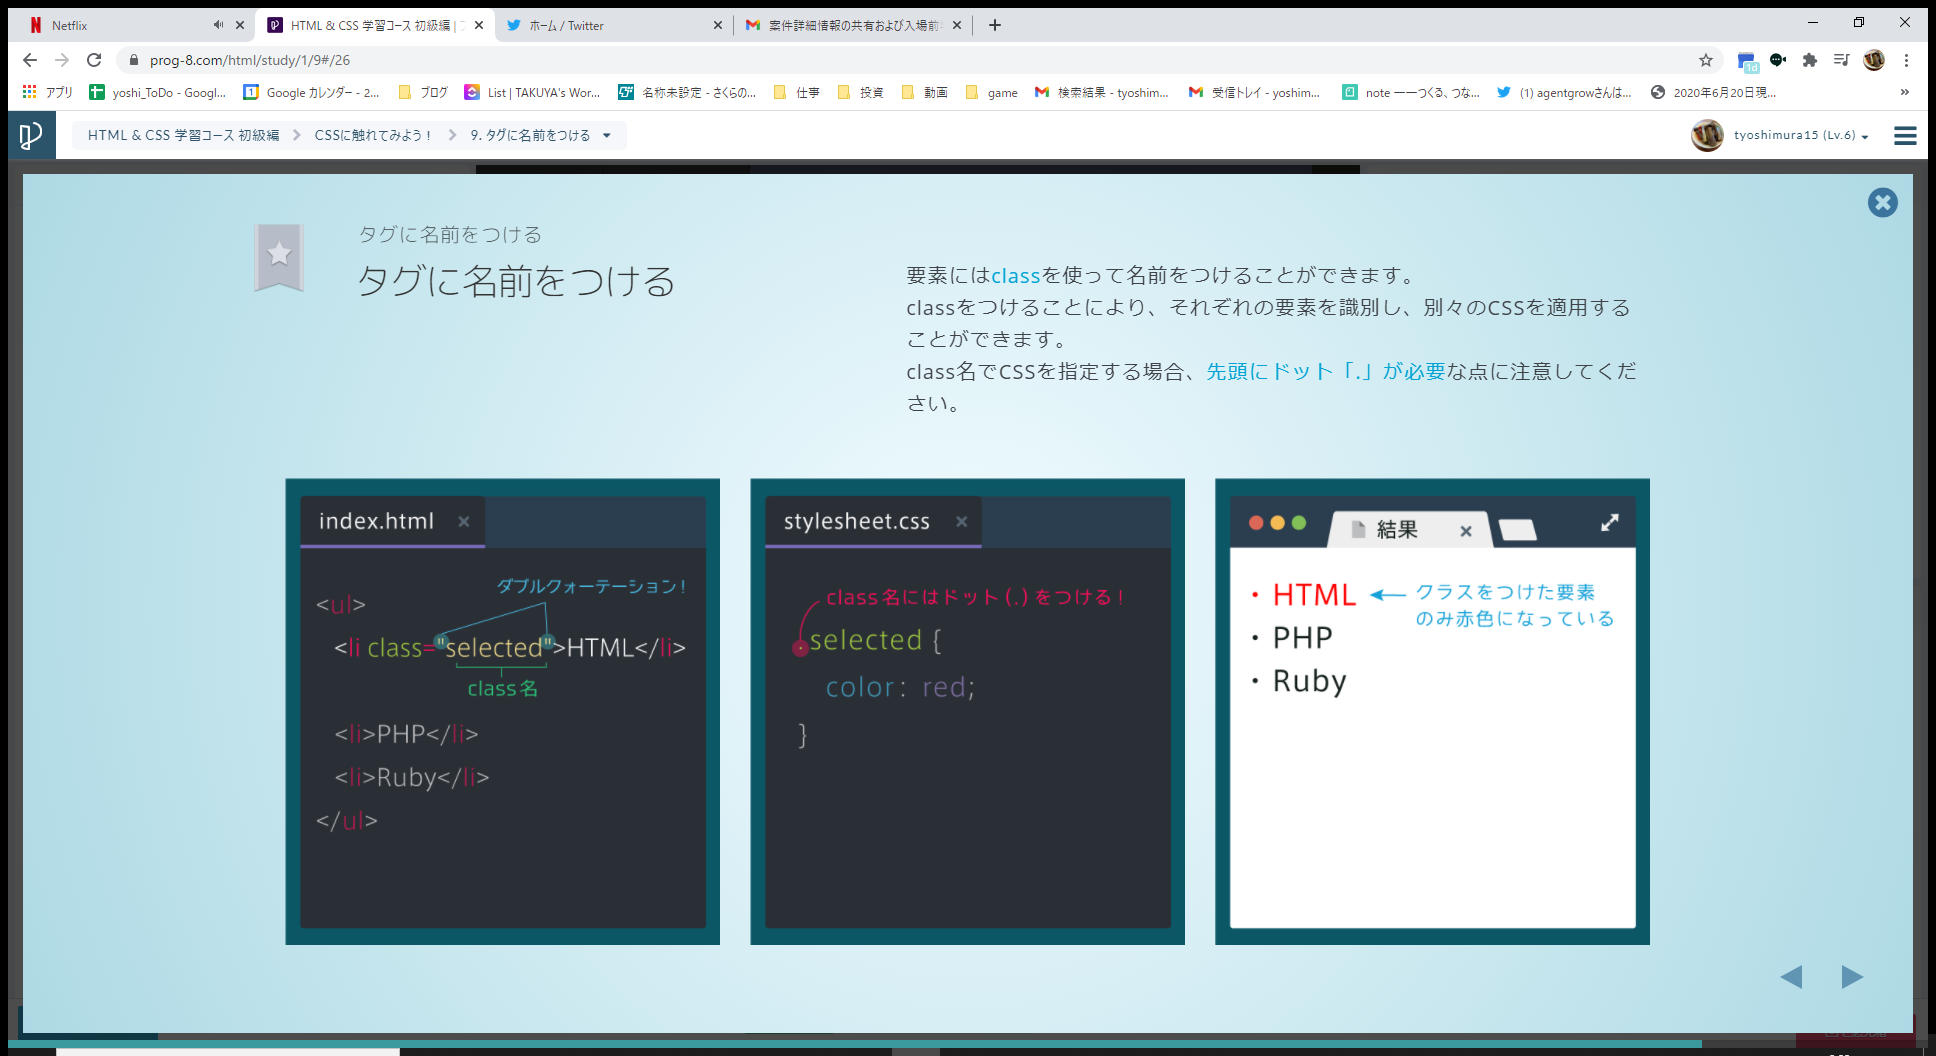 Netflix
HTML & CSS 学習コース 初級編 |
ホーム / Twitter
案件詳細情報の共有および入場前
prog-8.com/html/study/1/9#/26
1d
アプリ
yoshi_ToDo - Googl...
Google カレンダー - 2...
ブログ
List | TAKUYA's Wor...
名称未設定 - さくらの...
仕事
投資
動画
game
検索結果 - tyoshim...
受信トレイ - yoshim...
note ーーつくる、つな...
(1) agentgrowさんは...
2020年6月20日現...
»
HTML & CSS 学習コース 初級編
CSSに触れてみよう！
9. タグに名前をつける
tyoshimura15 (Lv.6)
タグに名前をつける
タグに名前をつける
要素にはclassを使って名前をつけることができます。
classをつけることにより、それぞれの要素を識別し、別々のCSSを適用する
ことができます。
class名でCSSを指定する場合、先頭にドット「.」が必要な点に注意してくだ
さい。
index.html
ダブルクォーテーション！
<ul>
<li class="selected">HTML</li>
class名
<li>PHP</li>
<li>Ruby</li>
</ul>
stylesheet.css
class名にはドット(.)をつける！
.selected {
color: red;
}
結果
・HTML
クラスをつけた要素
のみ赤色になっている
・PHP
・Ruby